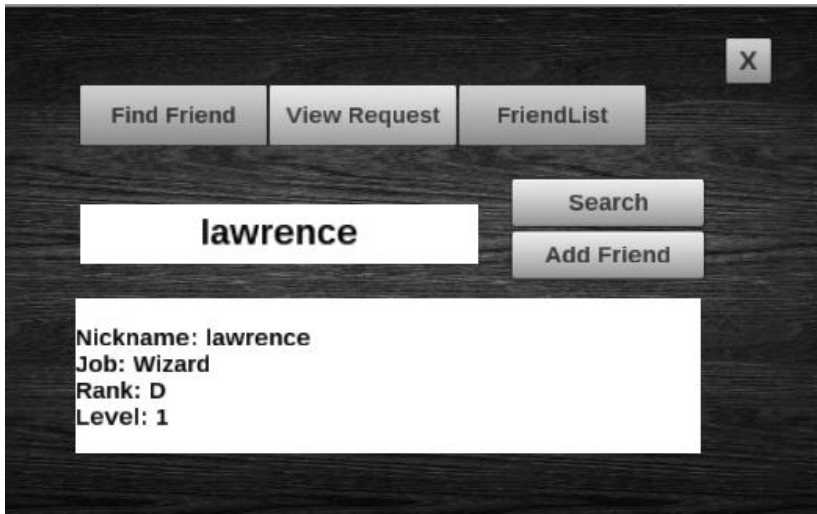 X
Find Friend View Request FriendList
lawrence
Search
Add Friend
Nickname: lawrence
Job: Wizard
Rank: D
Level: 1